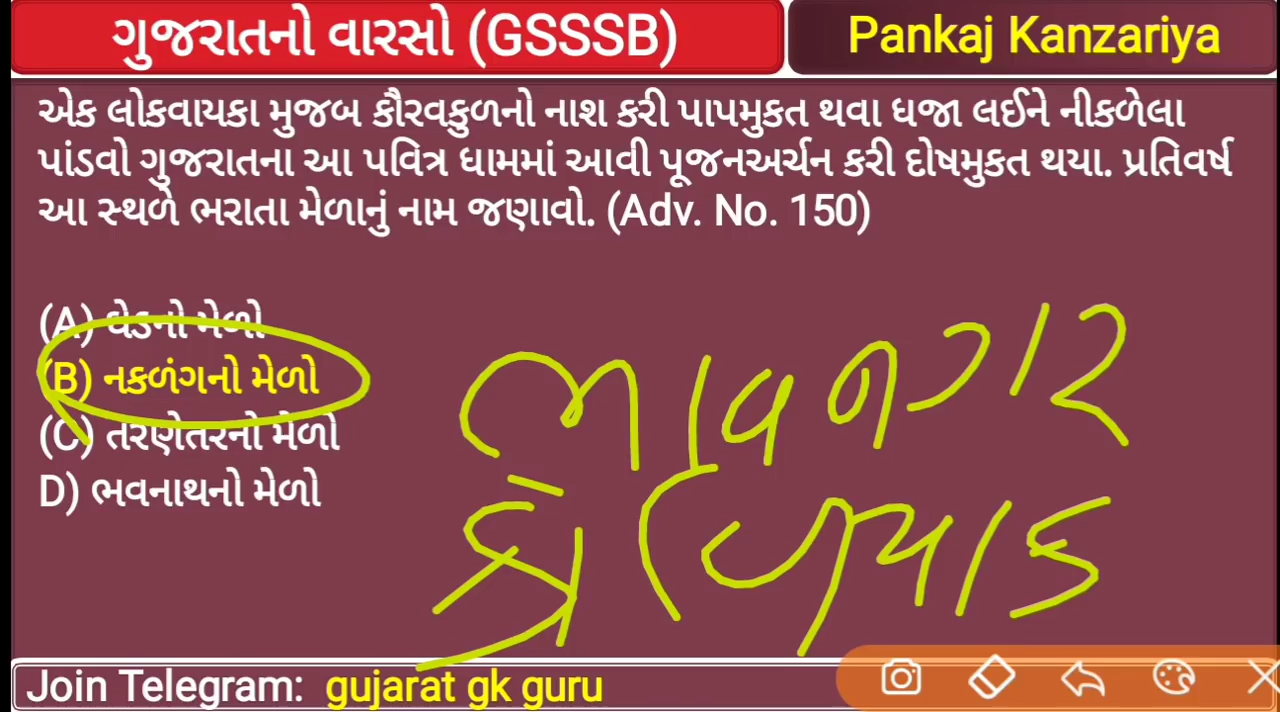 ગુજરાતનો વારસો (GSSSB)
Pankaj Kanzariya
એક લોકવાયકા મુજબ કૌરવકુળનો નાશ કરી પાપમુકત થવા ધજા લઈને નીકળેલા
પાંડવો ગુજરાતના આ પવિત્ર ધામમાં આવી પૂજનઅર્ચન કરી દોષમુકત થયા. પ્રતિવર્ષ
આ સ્થળે ભરાતા મેળાનું નામ જણાવો. (Adv. No. 150)
(A) ઘેડનો મેળો
(B) નકળંગનો મેળો
(C) તરણેતરનો મેળો
D) ભવનાથનો મેળો
ભાવનગર
કોળિયાક
Join Telegram: gujarat gk guru